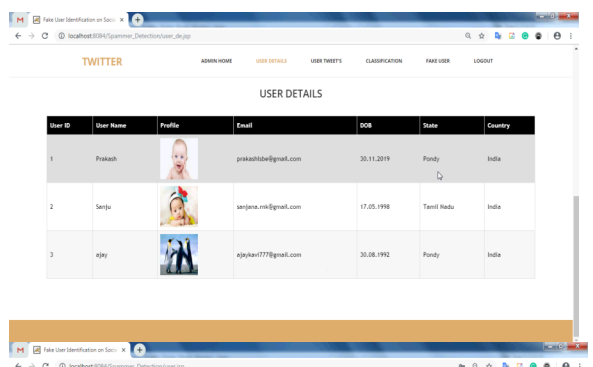 Fake User Identification on Socia
localhost:8084/Spammer_Detection/user_de.jsp
TWITTER ADMIN HOME USER DETAILS USER TWEET'S CLASSIFICATION FAKE USER LOGOUT
USER DETAILS
User ID User Name Profile Email DOB State Country
1 Prakash prakashlsbe@gmail.com 30.11.2019 Pondy India
2 Sanju sanjana.rnk@gmail.com 17.05.1998 Tamil Nadu India
3 ajay ajaykavi777@gmail.com 30.08.1992 Pondy India
Fake User Identification on Socia